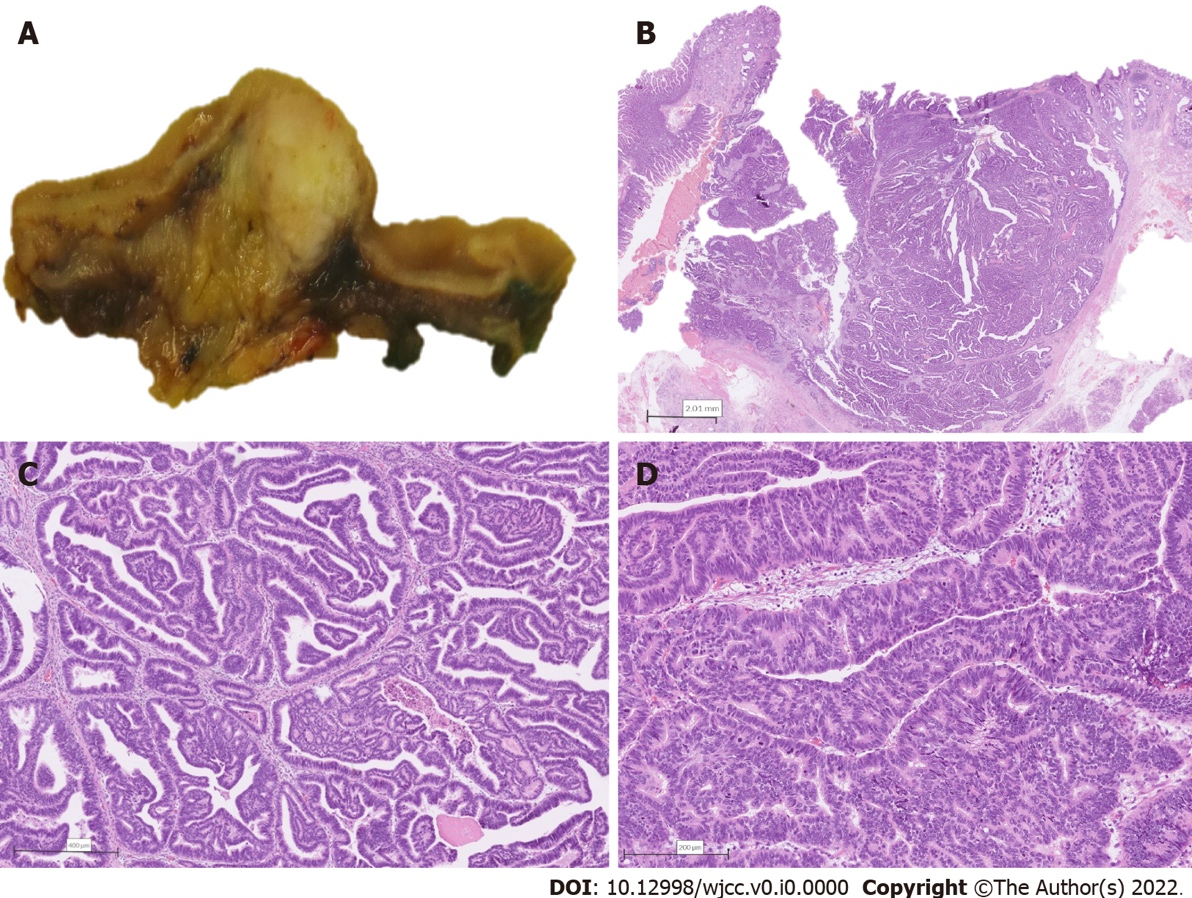 A
B
2.01 mm
C
D
400 µm
200 µm
DOI: 10.12998/wjcc.v0.i0.0000 Copyright ©The Author(s) 2022.